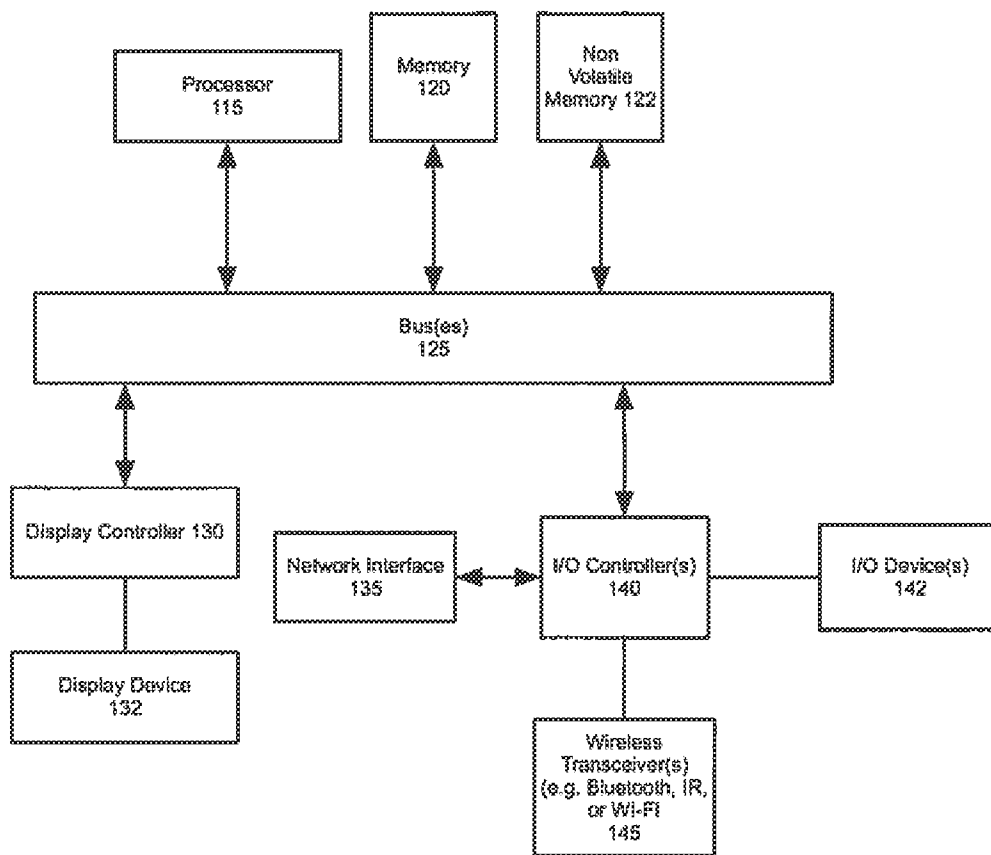 Processor
115
Memory
120
Non
Volatile
Memory 122
Bus(es)
125
Display Controller 130
Network Interface
135
I/O Controller(s)
140
I/O Device(s)
142
Display Device
132
Wireless
Transceiver(s)
(e.g. Bluetooth, IR,
or Wi-Fi
145